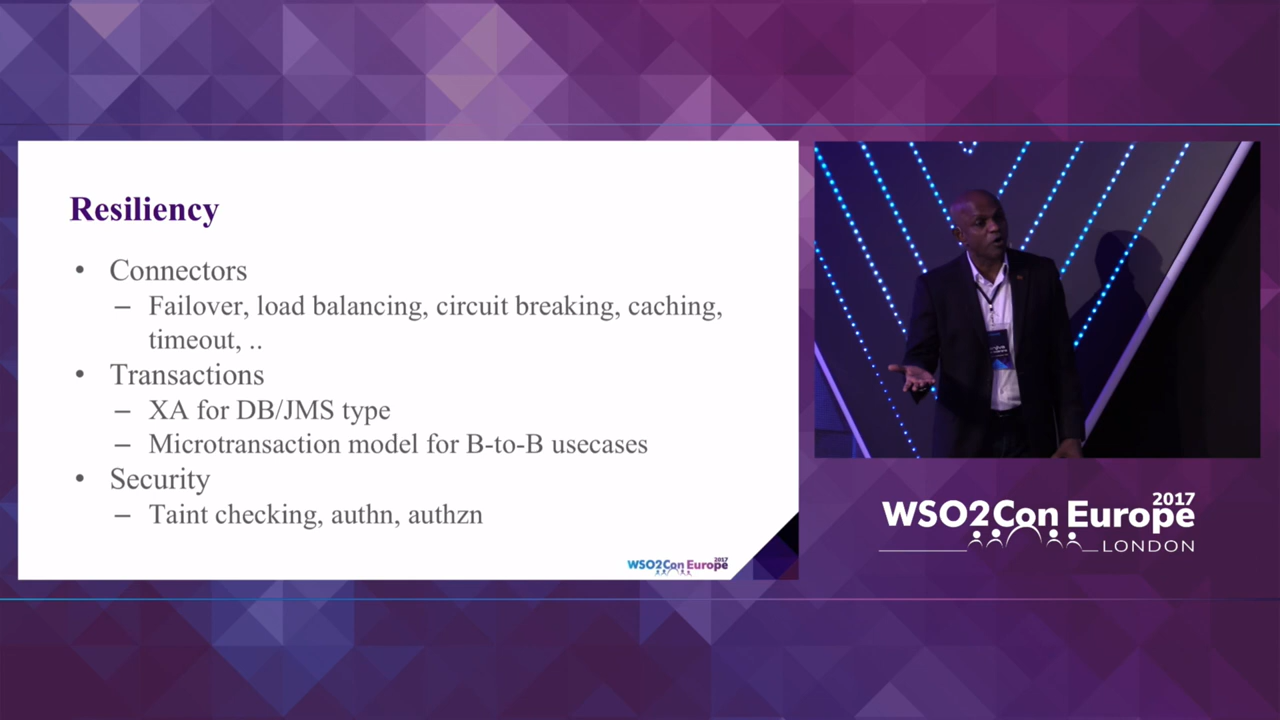 Resiliency
• Connectors
– Failover, load balancing, circuit breaking, caching,
timeout, ..
• Transactions
– XA for DB/JMS type
– Microtransaction model for B-to-B usecases
• Security
– Taint checking, authn, authzn
WSO2Con Europe 2017
2017
WSO2Con Europe
LONDON